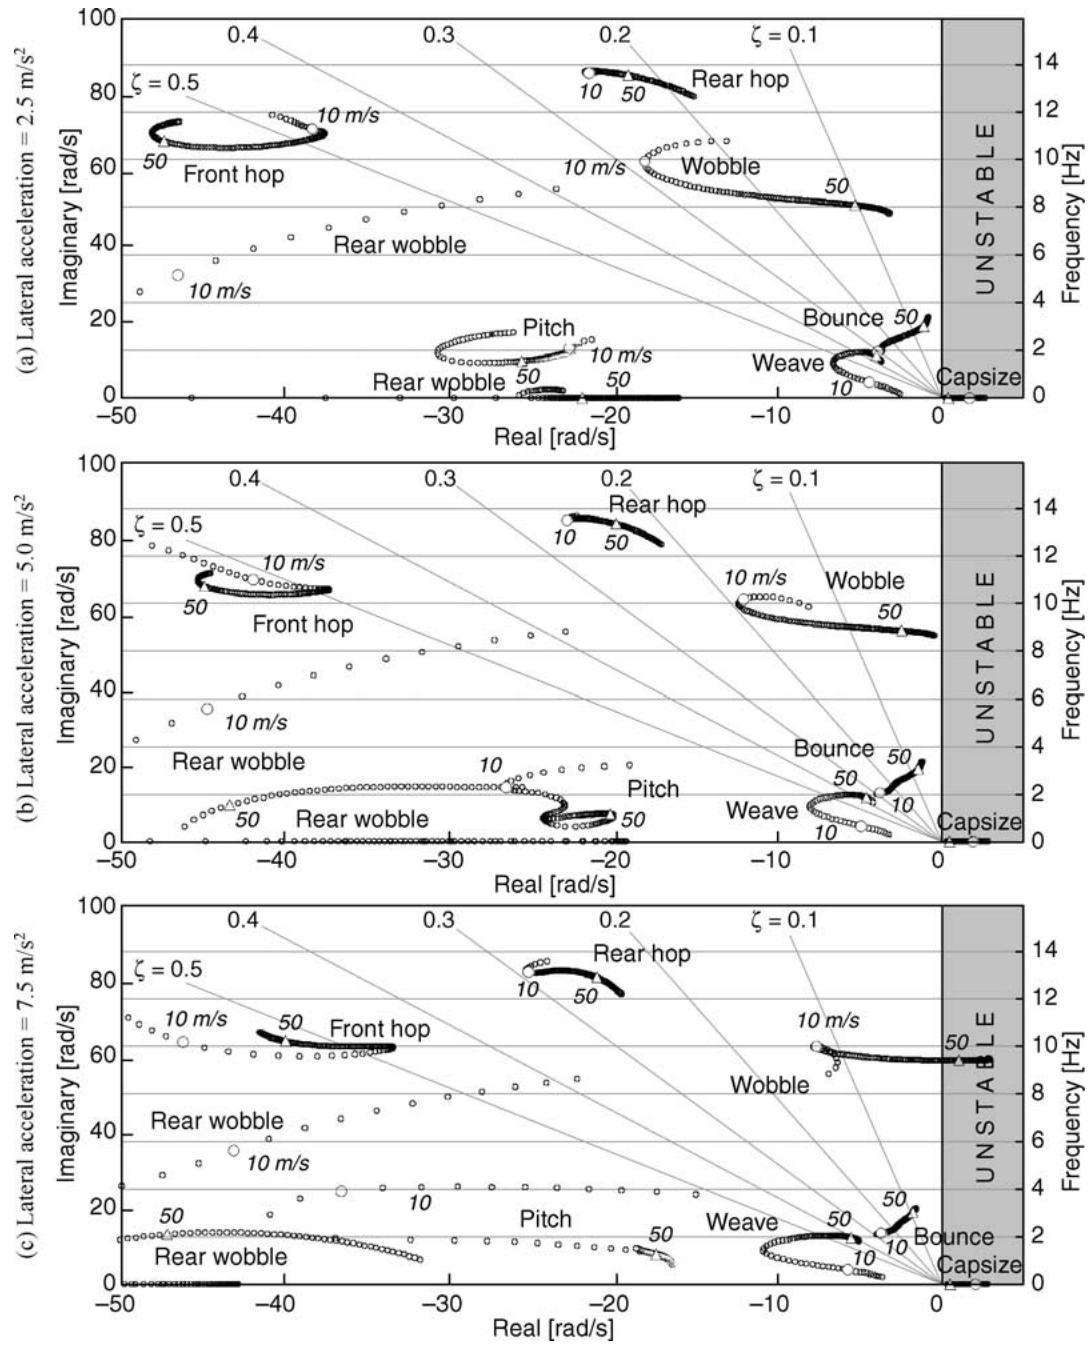 (a) Lateral acceleration = 2.5 m/s²
Imaginary [rad/s]
80
60
40
20
0
0.4
0.3
0.2
ζ = 0.1
ζ = 0.5
10 m/s
50
Front hop
Rear hop
10
50
10 m/s
Wobble
50
Rear wobble
10 m/s
Pitch
10 m/s
Rear wobble
50
50
Bounce
50
Weave
10
Capsize
UNSTABLE
14
12
10
8
6
4
2
0
Frequency [Hz]
−50
−40
−30
−20
−10
0
Real [rad/s]
(b) Lateral acceleration = 5.0 m/s²
Imaginary [rad/s]
100
80
60
40
20
0
0.4
0.3
0.2
ζ = 0.1
ζ = 0.5
10 m/s
50
Front hop
Rear hop
10
50
10 m/s
Wobble
50
10 m/s
Rear wobble
10
Pitch
50
Rear wobble
50
Bounce
50
50
Weave
10
10
Capsize
UNSTABLE
14
12
10
8
6
4
2
0
Frequency [Hz]
−50
−40
−30
−20
−10
0
Real [rad/s]
(c) Lateral acceleration = 7.5 m/s²
Imaginary [rad/s]
100
80
60
40
20
0
0.4
0.3
0.2
ζ = 0.1
ζ = 0.5
10 m/s
50
Front hop
Rear hop
10
50
10 m/s
50
Wobble
Rear wobble
10 m/s
10
Pitch
50
50
Rear wobble
Weave
50
50
10
10
Bounce
Capsize
UNSTABLE
14
12
10
8
6
4
2
0
Frequency [Hz]
−50
−40
−30
−20
−10
0
Real [rad/s]